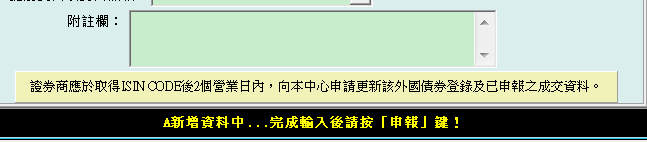 附註欄：
證券商應於取得ISIN CODE後2個營業日內，向本中心申請更新該外國債券登錄及已申報之成交資料。
A新增資料中...完成輸入後請按「申報」鍵！